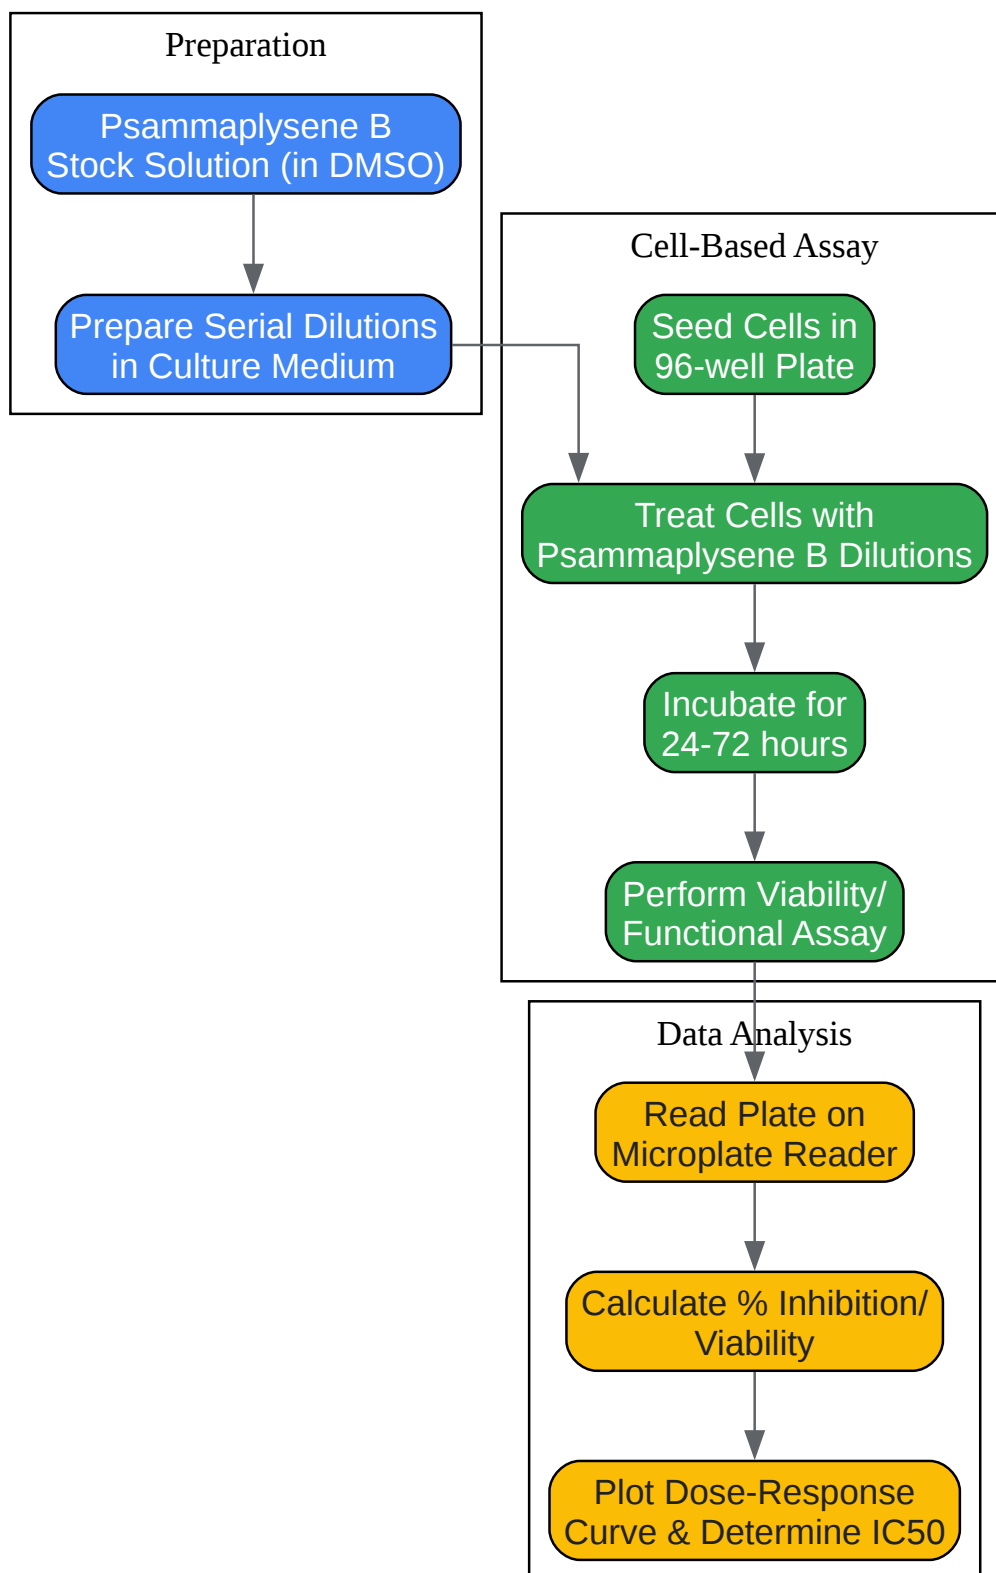 Preparation
Psammaplysene B
Stock Solution (in DMSO)
Prepare Serial Dilutions
in Culture Medium
Cell-Based Assay
Seed Cells in
96-well Plate
Treat Cells with
Psammaplysene B Dilutions
Incubate for
24-72 hours
Perform Viability/
Functional Assay
Data Analysis
Read Plate on
Microplate Reader
Calculate % Inhibition/
Viability
Plot Dose-Response
Curve & Determine IC50